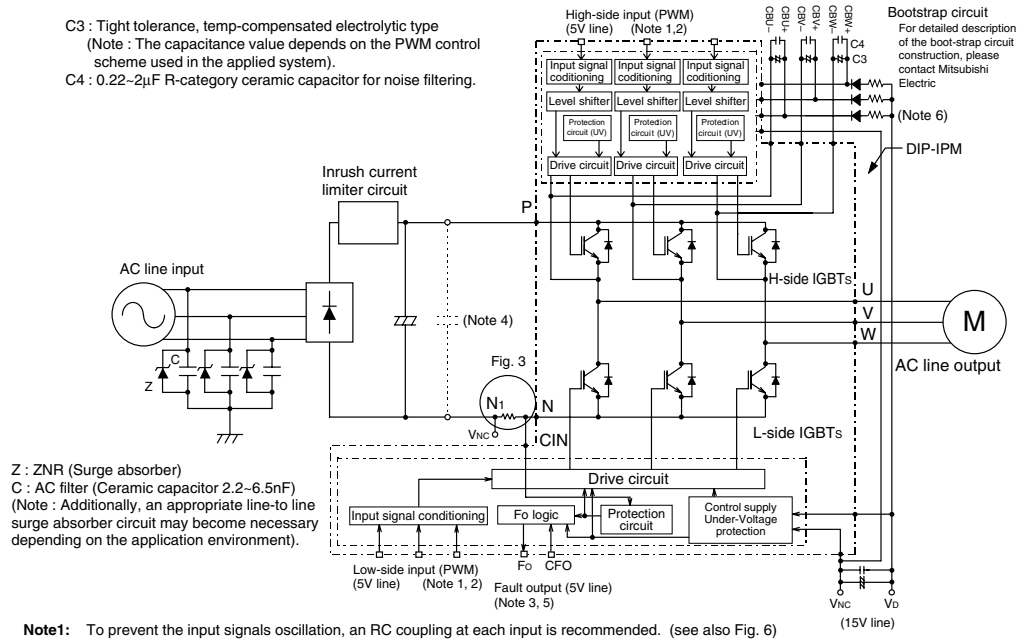 C3 : Tight tolerance, temp-compensated electrolytic type
(Note : The capacitance value depends on the PWM control
scheme used in the applied system).
C4 : 0.22~2μF R-category ceramic capacitor for noise filtering.
High-side input (PWM)
(5V line) (Note 1,2)
CBU–
CBU+
CBV–
CBV+
CBW–
CBW+
C4
C3
Bootstrap circuit
For detailed description
of the boot-strap circuit
construction, please
contact Mitsubishi
Electric
Input signal coditioning
Input signal coditioning
Input signal coditioning
Level shifter
Level shifter
Level shifter
Protection circuit (UV)
Protection circuit (UV)
Protection circuit (UV)
Drive circuit
Drive circuit
Drive circuit
(Note 6)
DIP-IPM
Inrush current
limiter circuit
P
AC line input
H-side IGBTS
U
V
W
M
AC line output
(Note 4)
C
Z
Fig. 3
N1
N
VNC
CIN
L-side IGBTS
Z : ZNR (Surge absorber)
C : AC filter (Ceramic capacitor 2.2~6.5nF)
(Note : Additionally, an appropriate line-to line
surge absorber circuit may become necessary
depending on the application environment).
Drive circuit
Input signal conditioning
Fo logic
Protection
circuit
Control supply
Under-Voltage
protection
Low-side input (PWM)
(5V line) (Note 1, 2)
FO
CFO
Fault output (5V line)
(Note 3, 5)
VNC
VD
(15V line)
Note1: To prevent the input signals oscillation, an RC coupling at each input is recommended. (see also Fig. 6)